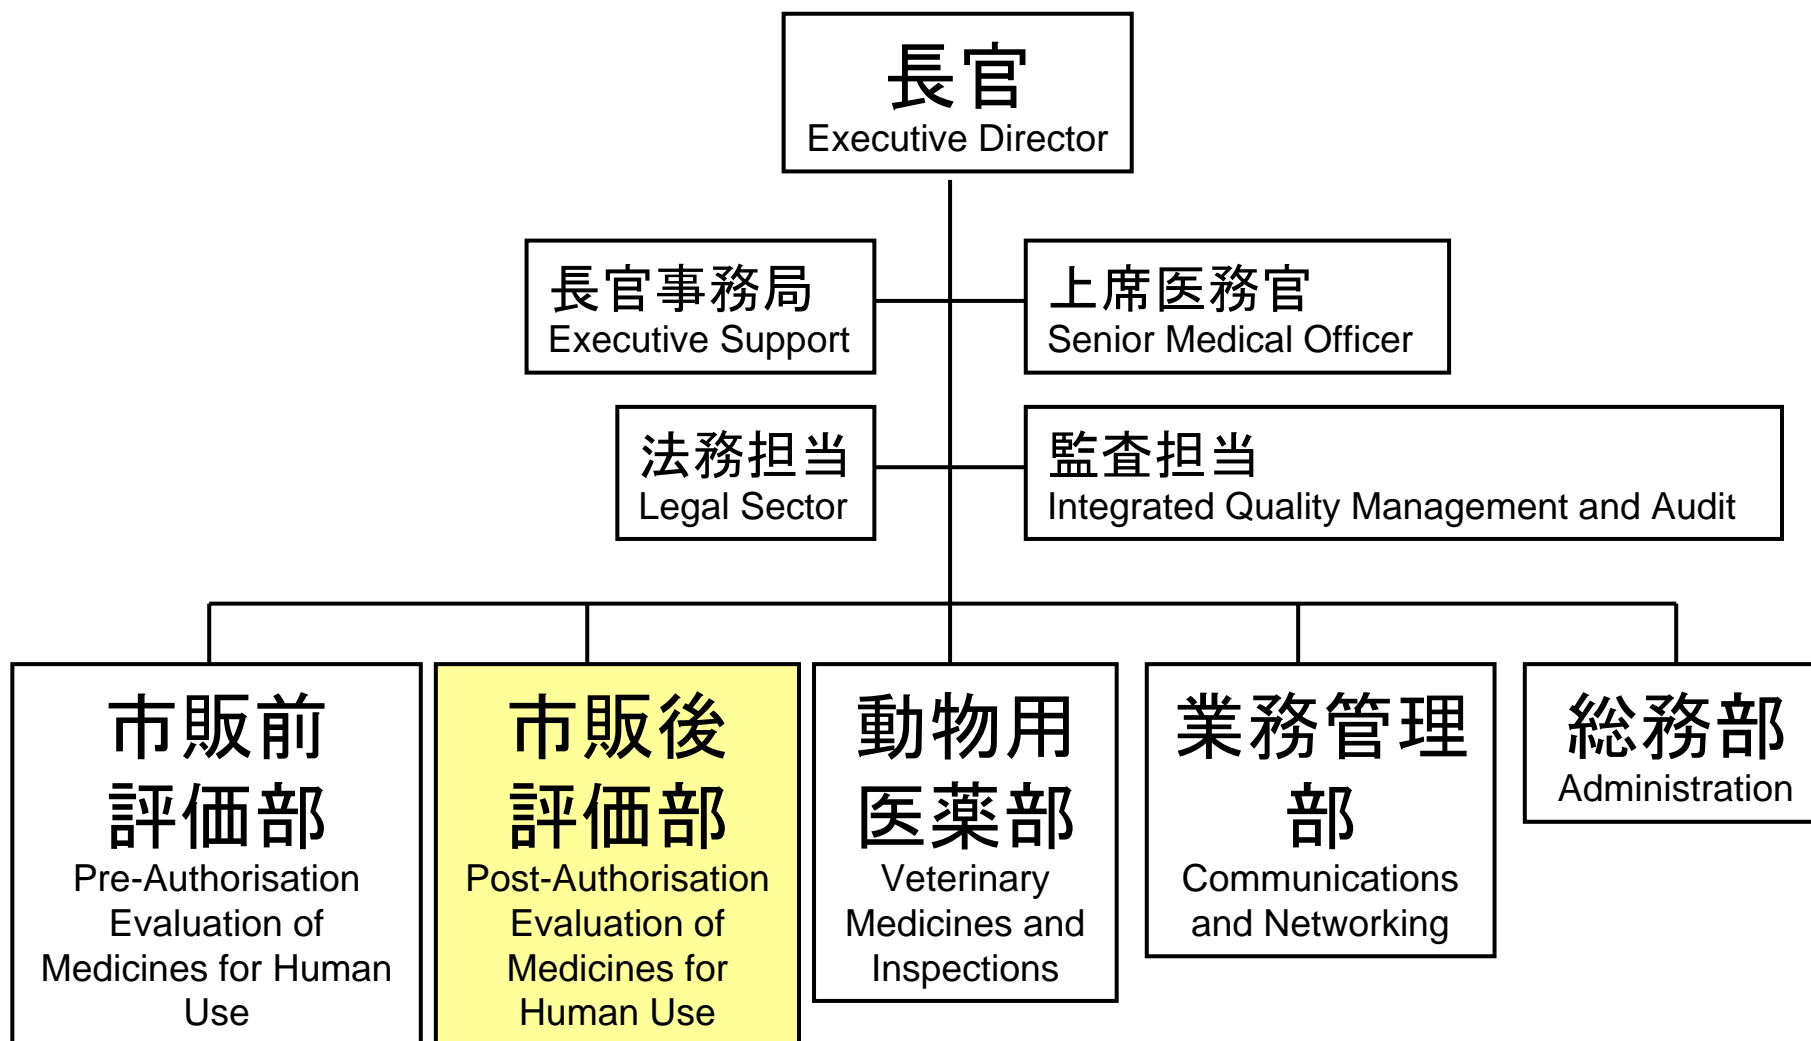 長官
Executive Director
長官事務局
Executive Support
上席医務官
Senior Medical Officer
法務担当
Legal Sector
監査担当
Integrated Quality Management and Audit
市販前
評価部
Pre-Authorisation
Evaluation of
Medicines for Human
Use
市販後
評価部
Post-Authorisation
Evaluation of
Medicines for
Human Use
動物用
医薬部
Veterinary
Medicines and
Inspections
業務管理
部
Communications
and Networking
総務部
Administration